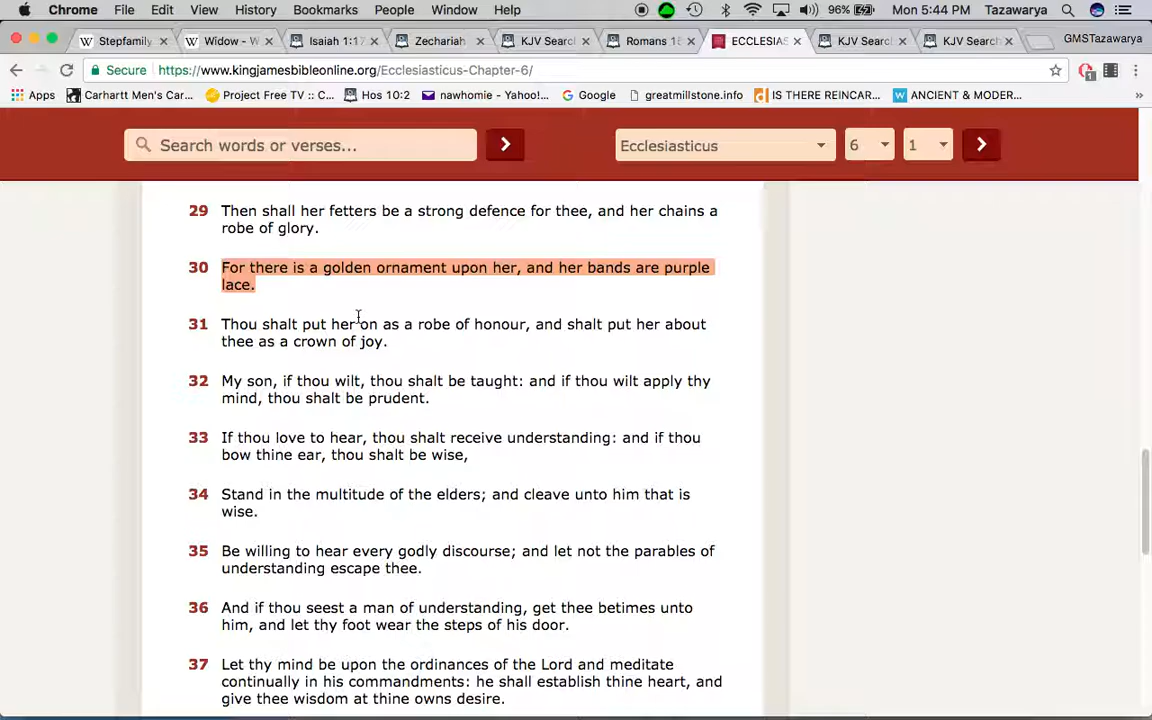 Chrome File Edit View History Bookmarks People Window Help 96% Mon 5:44 PM Tazawarya
Stepfamily Widow - W Isaiah 1:17 Zechariah KJV Search Romans 15 ECCLESIAS KJV Search KJV Search GMSTazawarya
Secure https://www.kingjamesbibleonline.org/Ecclesiasticus-Chapter-6/ 1
Apps Carhartt Men's Car... Project Free TV :: C... Hos 10:2 nawhomie - Yahoo!... Google greatmillstone.info IS THERE REINCAR... ANCIENT & MODER... »
Search words or verses... Ecclesiasticus 6 1
29 Then shall her fetters be a strong defence for thee, and her chains a
robe of glory.
30 For there is a golden ornament upon her, and her bands are purple
lace.
31 Thou shalt put her on as a robe of honour, and shalt put her about
thee as a crown of joy.
32 My son, if thou wilt, thou shalt be taught: and if thou wilt apply thy
mind, thou shalt be prudent.
33 If thou love to hear, thou shalt receive understanding: and if thou
bow thine ear, thou shalt be wise,
34 Stand in the multitude of the elders; and cleave unto him that is
wise.
35 Be willing to hear every godly discourse; and let not the parables of
understanding escape thee.
36 And if thou seest a man of understanding, get thee betimes unto
him, and let thy foot wear the steps of his door.
37 Let thy mind be upon the ordinances of the Lord and meditate
continually in his commandments: he shall establish thine heart, and
give thee wisdom at thine owns desire.